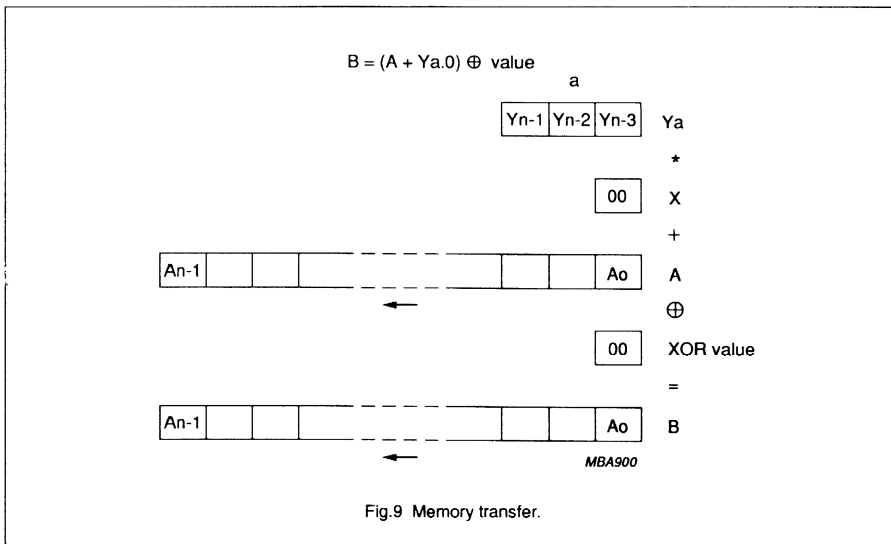 B = (A + Ya.0) ⊕ value
a
Yn-1 Yn-2 Yn-3 Ya
*
00 X
+
An-1 Ao A
⊕
00 XOR value
=
An-1 Ao B
MBA900
Fig.9 Memory transfer.